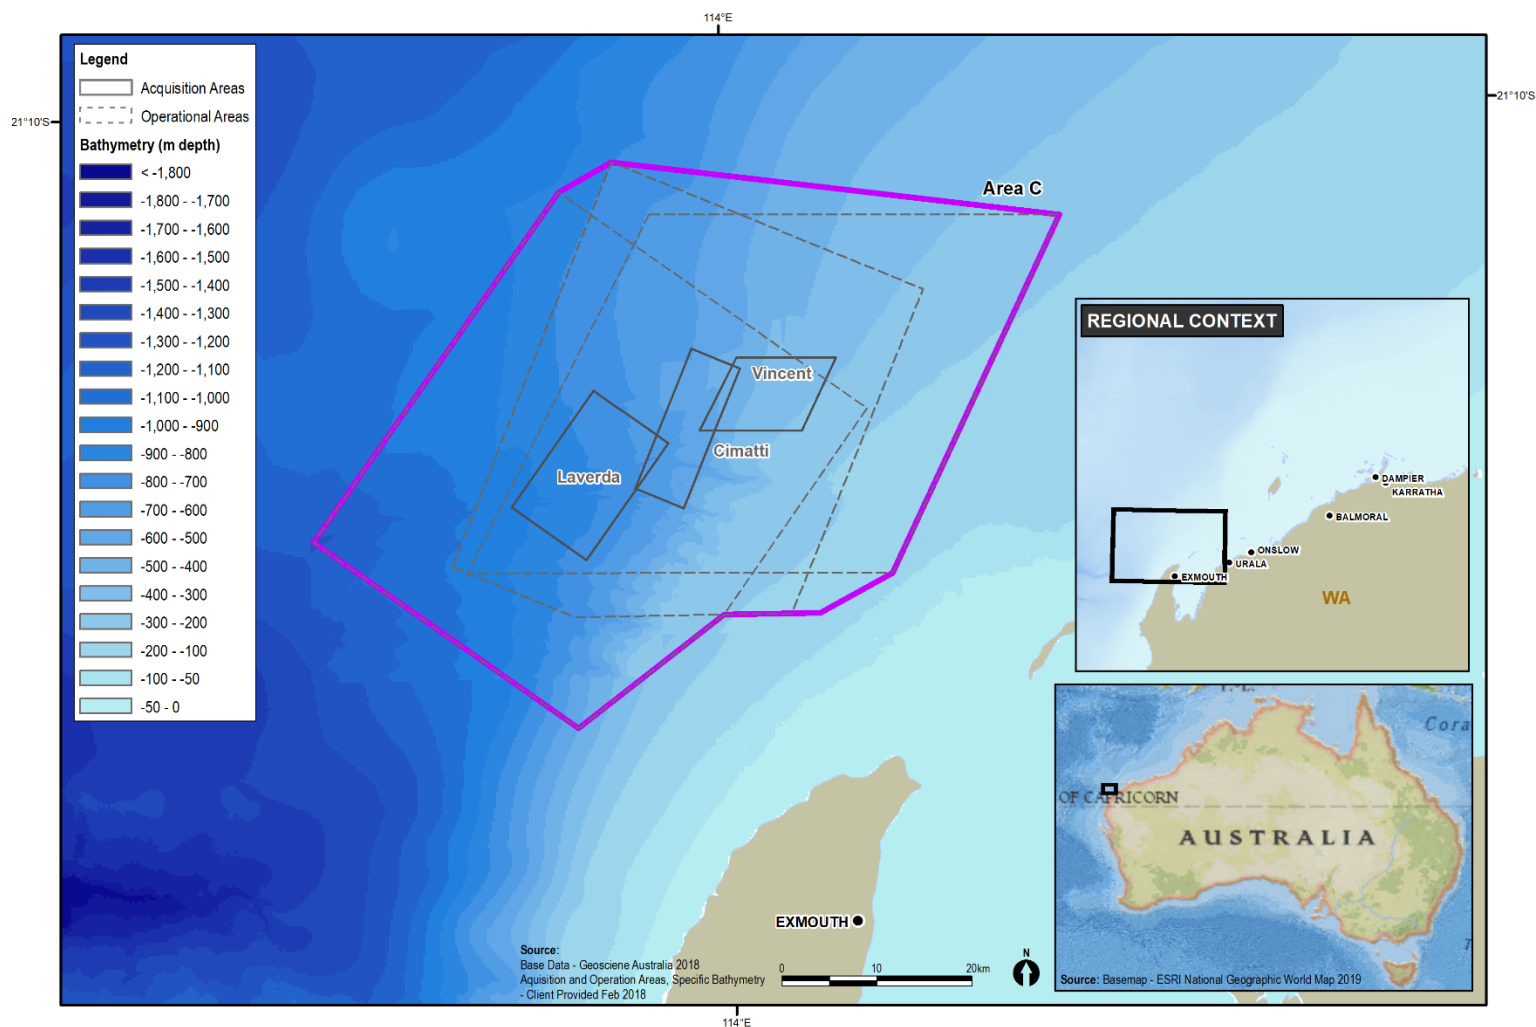 114°E
21°10'S
21°10'S
Legend
Acquisition Areas
Operational Areas
Bathymetry (m depth)
< -1,800
-1,800 - -1,700
-1,700 - -1,600
-1,600 - -1,500
-1,500 - -1,400
-1,400 - -1,300
-1,300 - -1,200
-1,200 - -1,100
-1,100 - -1,000
-1,000 - -900
-900 - -800
-800 - -700
-700 - -600
-600 - -500
-500 - -400
-400 - -300
-300 - -200
-200 - -100
-100 - -50
-50 - 0
Area C
Vincent
Cimatti
Laverda
REGIONAL CONTEXT
DAMPIER
KARRATHA
BALMORAL
ONSLOW
URALA
EXMOUTH
WA
Cora
OF CAPRICORN
AUSTRALIA
Source: Basemap - ESRI National Geographic World Map 2019
EXMOUTH
Source:
Base Data - Geosciene Australia 2018
Aquisition and Operation Areas, Specific Bathymetry
- Client Provided Feb 2018
0 10 20km
N
114°E